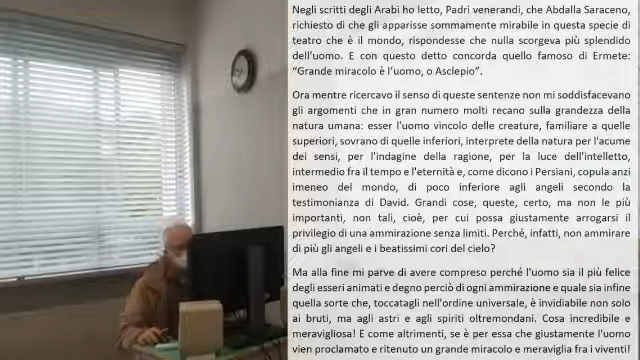 Negli scritti degli Arabi ho letto, Padri venerandi, che Abdalla Saraceno,
richiesto di che gli apparisse sommamente mirabile in questa specie di
teatro che è il mondo, rispondesse che nulla scorgeva più splendido
dell’uomo. E con questo detto concorda quello famoso di Ermete:
“Grande miracolo è l’uomo, o Asclepio”.
Ora mentre ricercavo il senso di queste sentenze non mi soddisfacevano
gli argomenti che in gran numero molti recano sulla grandezza della
natura umana: esser l'uomo vincolo delle creature, familiare a quelle
superiori, sovrano di quelle inferiori, interprete della natura per l'acume
dei sensi, per l'indagine della ragione, per la luce dell'intelletto,
intermedio fra il tempo e l'eternità e, come dicono i Persiani, copula anzi
imeneo del mondo, di poco inferiore agli angeli secondo la
testimonianza di David. Grandi cose, queste, certo, ma non le più
importanti, non tali, cioè, per cui possa giustamente arrogarsi il
privilegio di una ammirazione senza limiti. Perché, infatti, non ammirare
di più gli angeli e i beatissimi cori del cielo?
Ma alla fine mi parve di avere compreso perché l'uomo sia il più felice
degli esseri animati e degno perciò di ogni ammirazione e quale sia infine
quella sorte che, toccatagli nell'ordine universale, è invidiabile non solo
ai bruti, ma agli astri e agli spiriti oltremondani. Cosa incredibile e
meravigliosa! E come altrimenti, se è per essa che giustamente l'uomo
vien proclamato e ritenuto un grande miracolo e meraviglia fra i viventi!